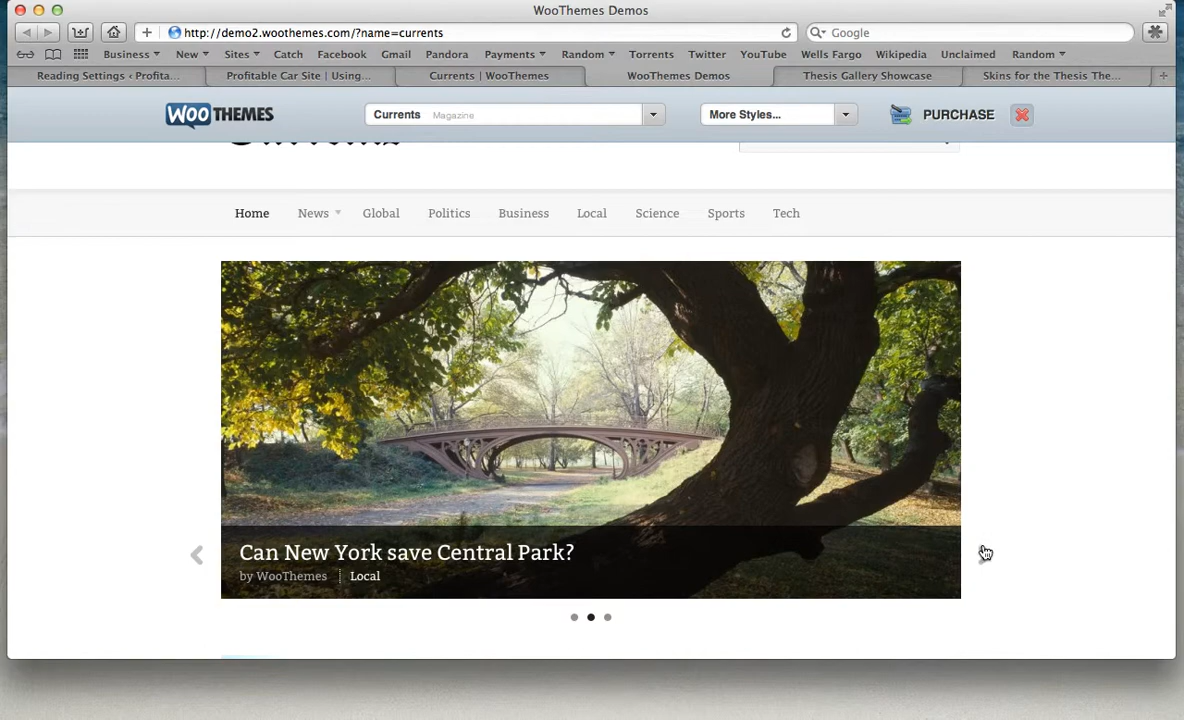 WooThemes Demos
http://demo2.woothemes.com/?name=currents
Google
Business New Sites Catch Facebook Gmail Pandora Payments Random Torrents Twitter YouTube Wells Fargo Wikipedia Unclaimed Random
Reading Settings ‹ Profita... Profitable Car Site | Using... Currents | WooThemes WooThemes Demos Thesis Gallery Showcase Skins for the Thesis The...
WOOTHEMES Currents Magazine More Styles... PURCHASE
Home News Global Politics Business Local Science Sports Tech
Can New York save Central Park?
by WooThemes Local